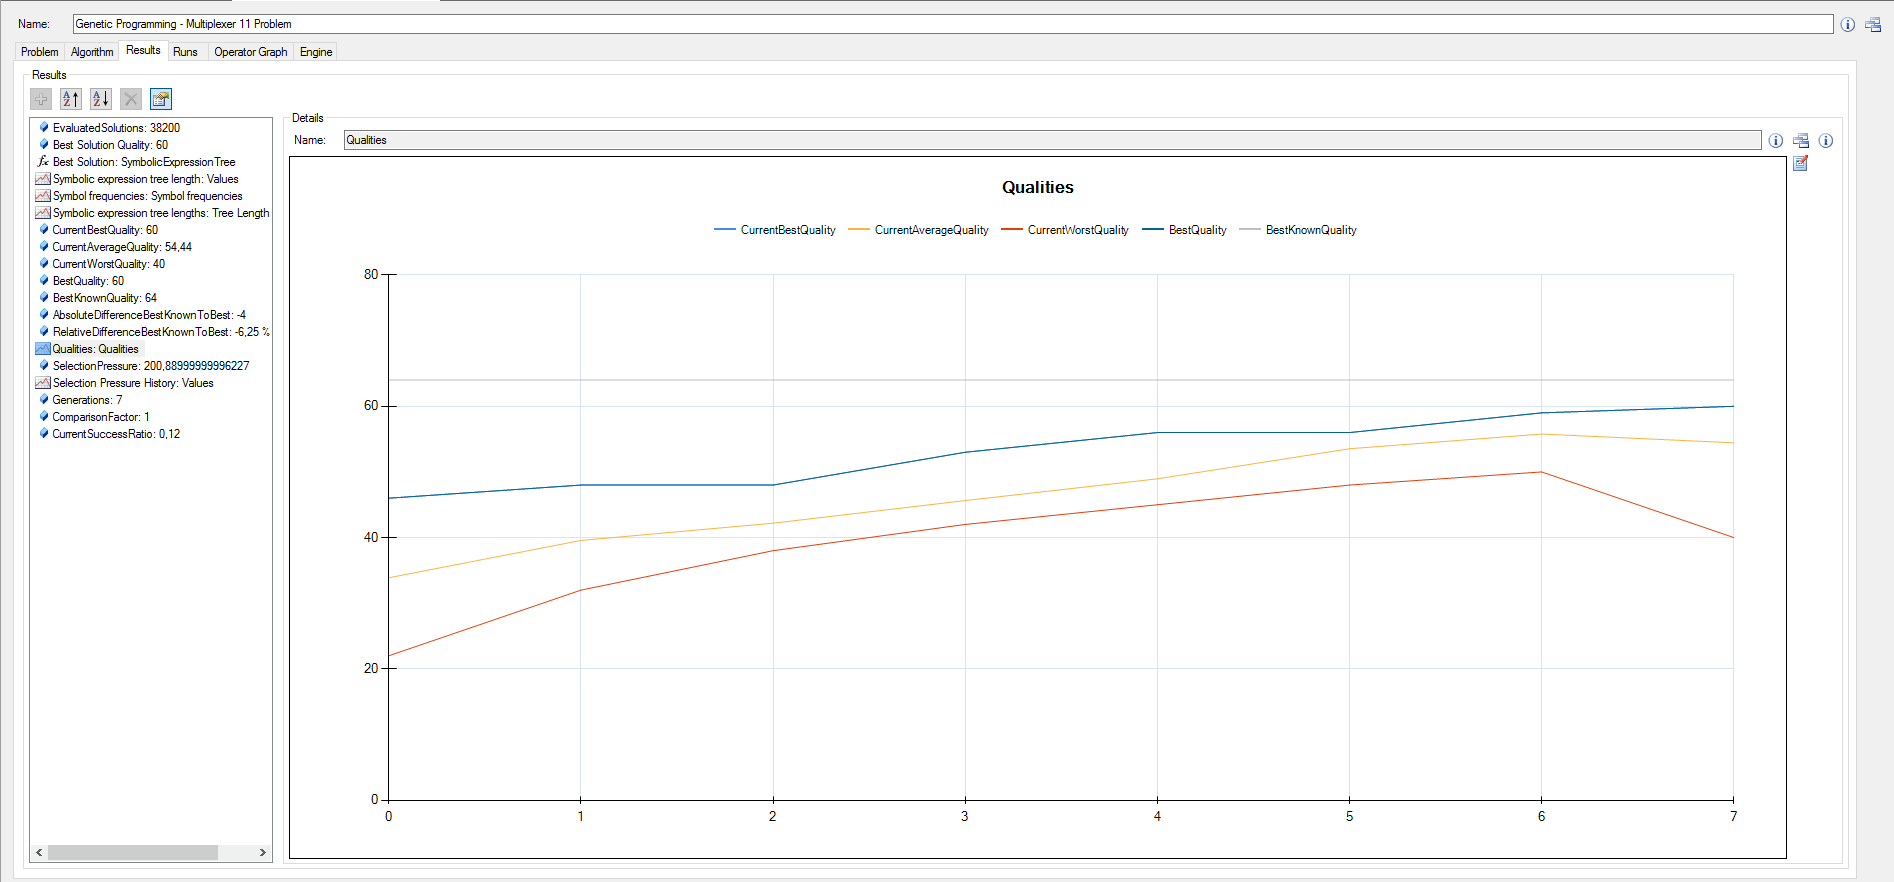 Name: Genetic Programming - Multiplexer 11 Problem
Problem Algorithm Results Runs Operator Graph Engine
Results
EvaluatedSolutions: 38200
Best Solution Quality: 60
Best Solution: SymbolicExpressionTree
Symbolic expression tree length: Values
Symbol frequencies: Symbol frequencies
Symbolic expression tree lengths: Tree Length
CurrentBestQuality: 60
CurrentAverageQuality: 54,44
CurrentWorstQuality: 40
BestQuality: 60
BestKnownQuality: 64
AbsoluteDifferenceBestKnownToBest: -4
RelativeDifferenceBestKnownToBest: -6,25 %
Qualities: Qualities
SelectionPressure: 200,88999999996227
Selection Pressure History: Values
Generations: 7
ComparisonFactor: 1
CurrentSuccessRatio: 0,12
Details
Name: Qualities
Qualities
CurrentBestQuality CurrentAverageQuality CurrentWorstQuality BestQuality BestKnownQuality
80
60
40
20
0
0 1 2 3 4 5 6 7